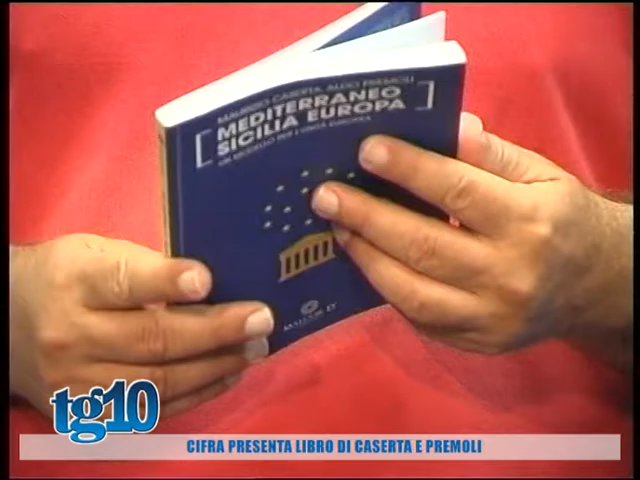 MAURIZIO CASERTA, ALDO PREMOLI
MEDITERRANEO
SICILIA EUROPA
UN MODELLO PER L'UNITÀ EUROPEA
tg10
CIFRA PRESENTA LIBRO DI CASERTA E PREMOLI